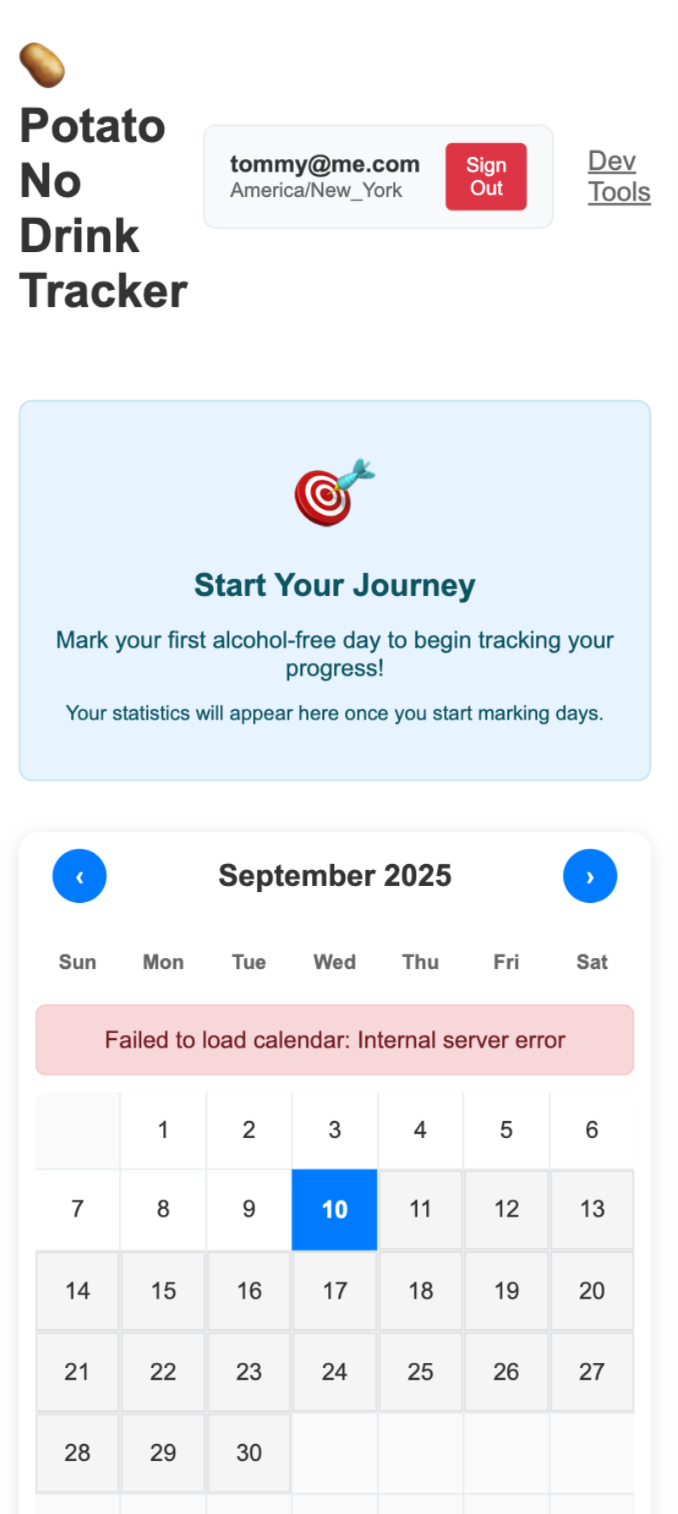 Potato
No
Drink
Tracker
tommy@me.com
America/New_York
Sign
Out
Dev
Tools
Start Your Journey
Mark your first alcohol-free day to begin tracking your
progress!
Your statistics will appear here once you start marking days.
‹ September 2025 ›
Sun Mon Tue Wed Thu Fri Sat
Failed to load calendar: Internal server error
1 2 3 4 5 6
7 8 9 10 11 12 13
14 15 16 17 18 19 20
21 22 23 24 25 26 27
28 29 30